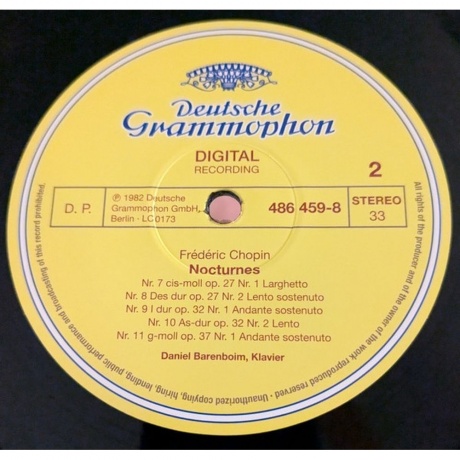 Deutsche
Grammophon
DIGITAL
RECORDING
2
D. P.
℗ 1982 Deutsche
Grammophon GmbH,
Berlin · LC0173
486 459-8
STEREO
33
Frédéric Chopin
Nocturnes
Nr. 7 cis-moll op. 27 Nr. 1 Larghetto
Nr. 8 Des dur op. 27 Nr. 2 Lento sostenuto
Nr. 9 I dur op. 32 Nr. 1 Andante sostenuto
Nr. 10 As-dur op. 32 Nr. 2 Lento
Nr. 11 g-moll op. 37 Nr. 1 Andante sostenuto
Daniel Barenboim, Klavier
All rights of the producer and of the owner of the work reproduced reserved · Unauthorized copying, hiring, lending, public performance and broadcasting of this record prohibited.